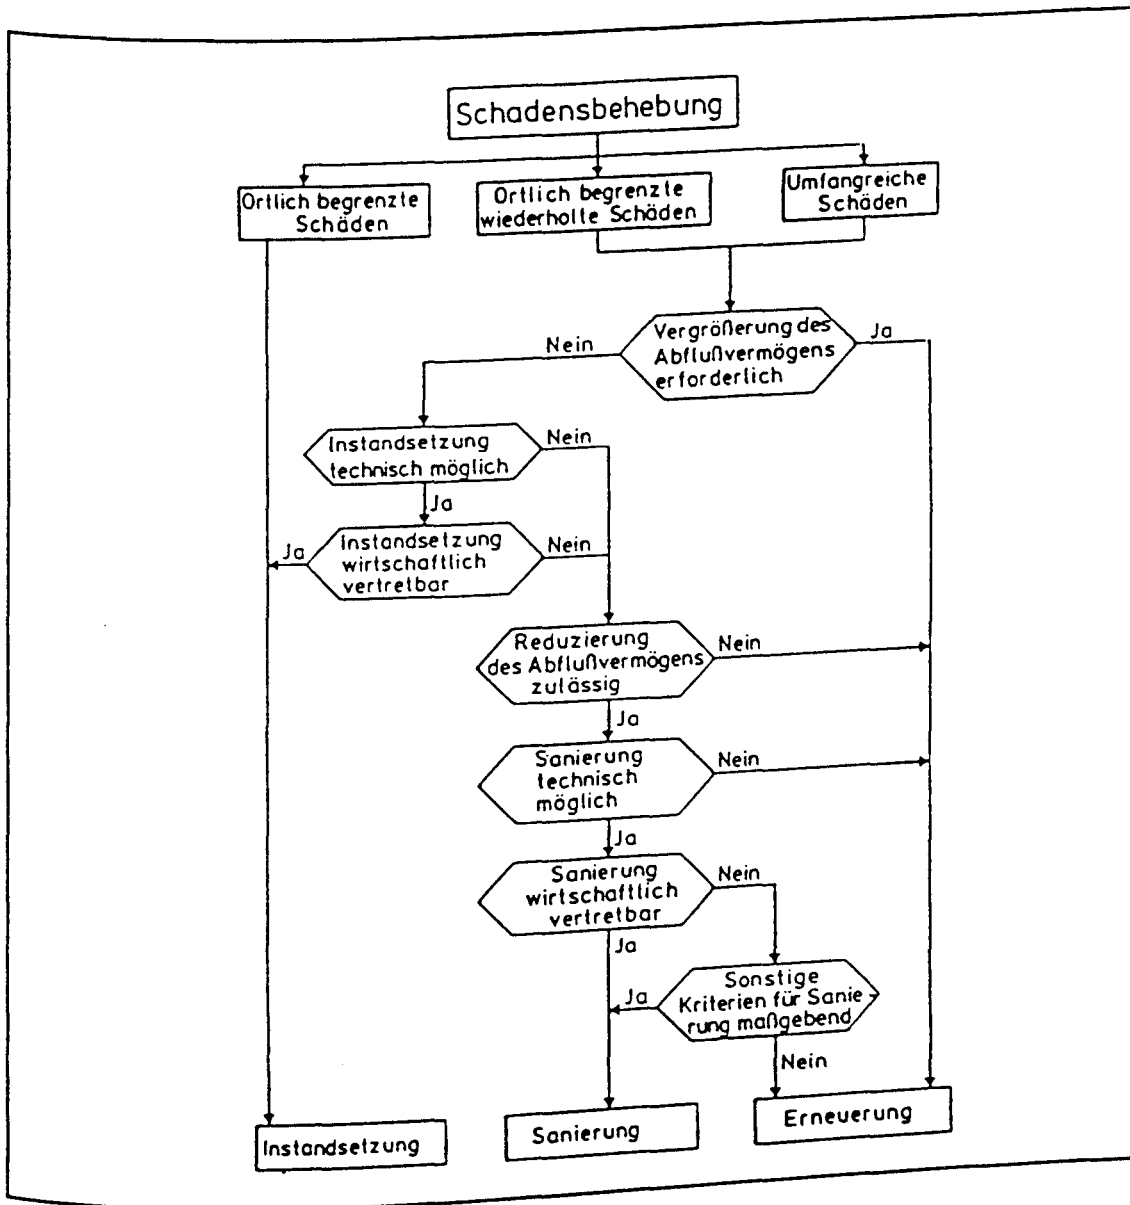 Schadensbehebung
Örtlich begrenzte
Schäden
Örtlich begrenzte
wiederholte Schäden
Umfangreiche
Schäden
Vergrößerung des
Abflußvermögens
erforderlich
Ja
Nein
Instandsetzung
technisch möglich
Nein
Ja
Instandsetzung
wirtschaftlich
vertretbar
Ja
Nein
Reduzierung
des Abflußvermögens
zulässig
Nein
Ja
Sanierung
technisch
möglich
Nein
Ja
Sanierung
wirtschaftlich
vertretbar
Nein
Ja
Sonstige
Kriterien für Sanie-
rung maßgebend
Ja
Nein
Instandsetzung
Sanierung
Erneuerung